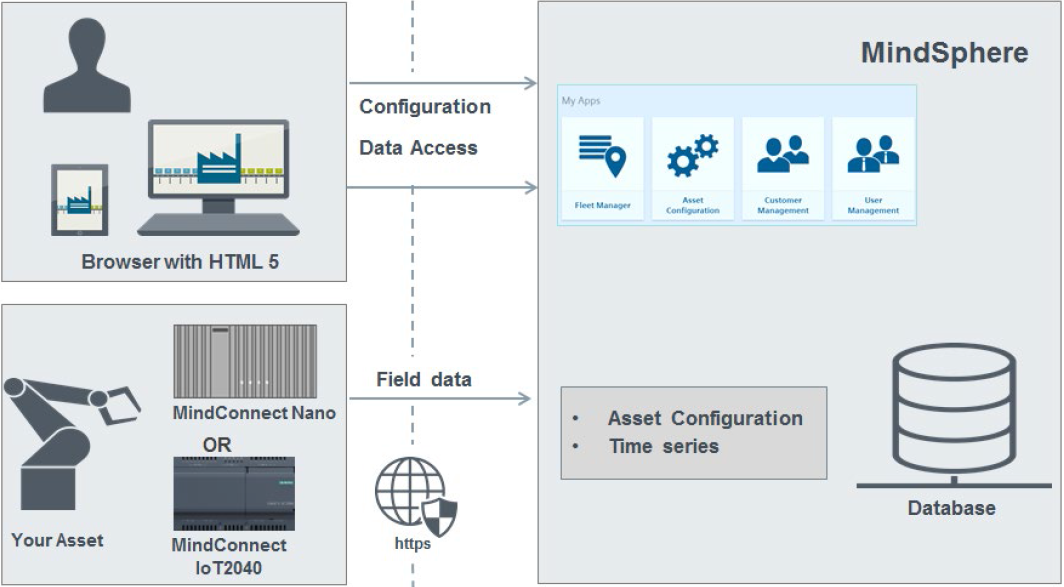 MindSphere
Configuration
Data Access
Browser with HTML 5
My Apps
Fleet Manager
Asset
Configuration
Customer
Management
User
Management
Field data
MindConnect Nano
OR
SIEMENS
MindConnect
IoT2040
Your Asset
https
• Asset Configuration
• Time series
Database